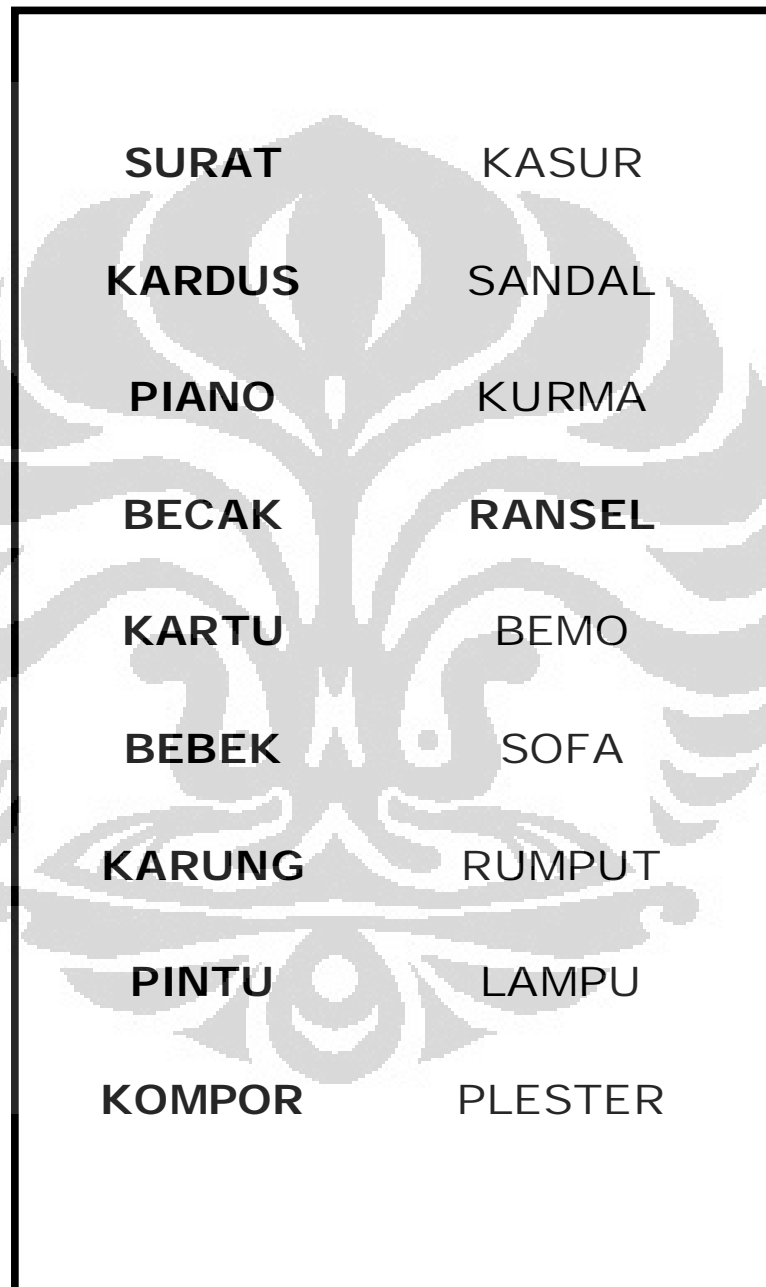 SURAT KASUR
KARDUS SANDAL
PIANO KURMA
BECAK RANSEL
KARTU BEMO
BEBEK SOFA
KARUNG RUMPUT
PINTU LAMPU
KOMPOR PLESTER